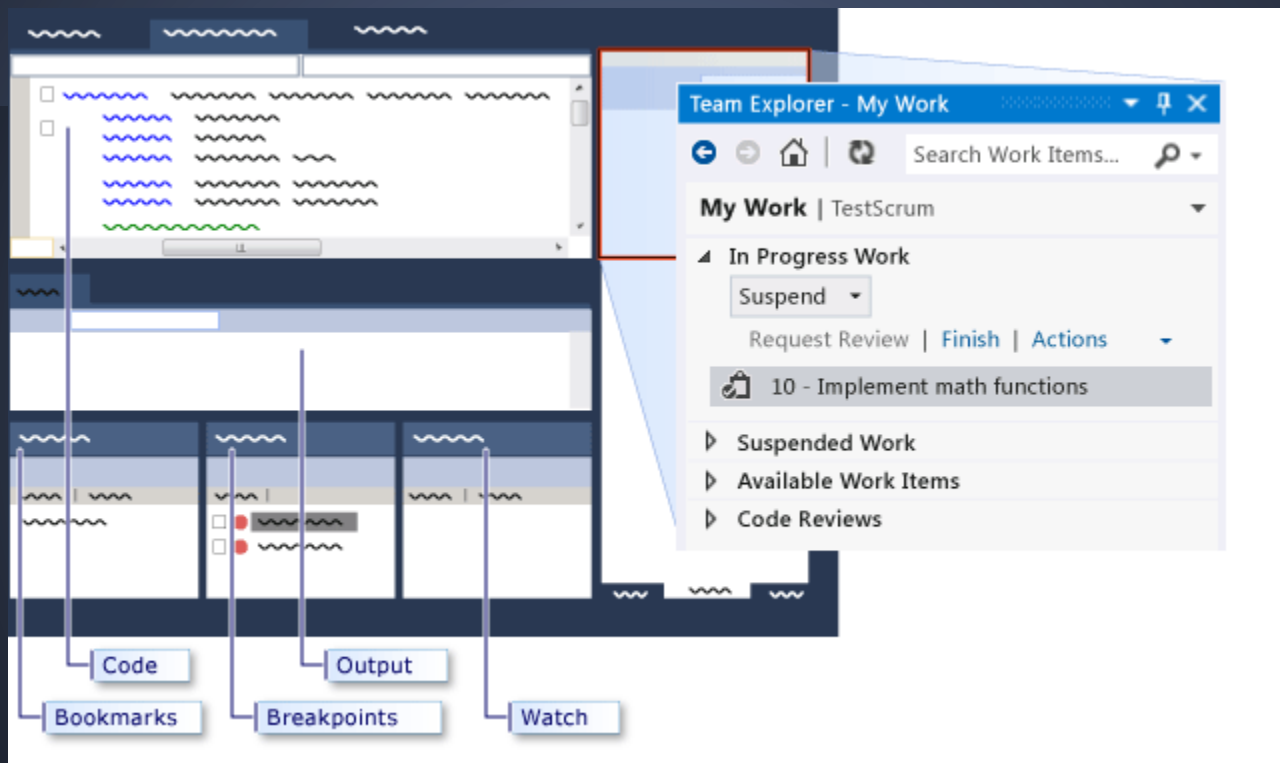 Team Explorer - My Work
Search Work Items...
My Work | TestScrum
In Progress Work
Suspend
Request Review | Finish | Actions
10 - Implement math functions
Suspended Work
Available Work Items
Code Reviews
Code
Output
Bookmarks
Breakpoints
Watch